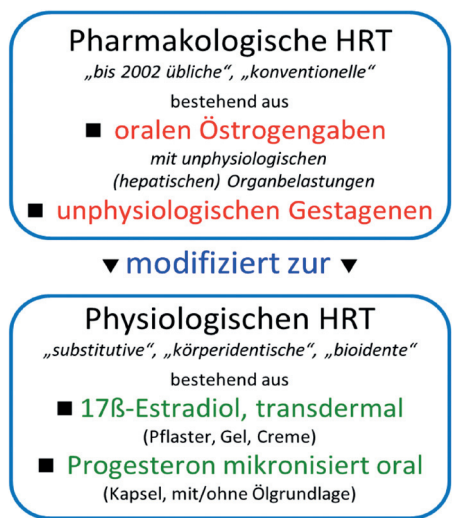 Pharmakologische HRT
„bis 2002 übliche“, „konventionelle“
bestehend aus
■ oralen Östrogengaben
mit unphysiologischen
(hepatischen) Organbelastungen
■ unphysiologischen Gestagenen
▼ modifiziert zur ▼
Physiologischen HRT
„substitutive“, „körperidentische“, „bioidente“
bestehend aus
■ 17ß-Estradiol, transdermal
(Pflaster, Gel, Creme)
■ Progesteron mikronisiert oral
(Kapsel, mit/ohne Ölgrundlage)